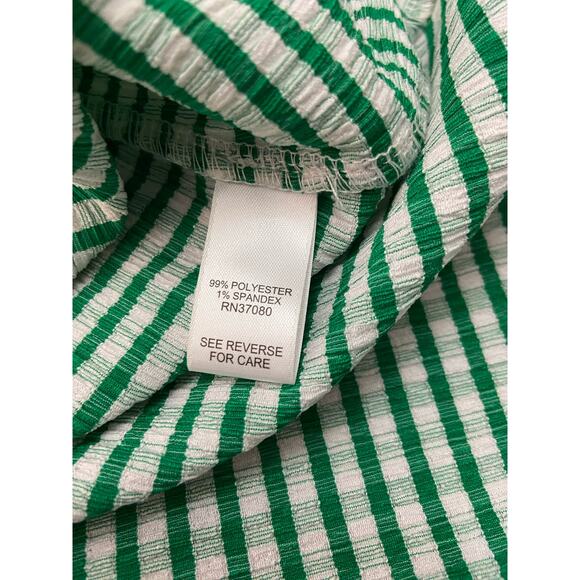 99% POLYESTER
1% SPANDEX
RN37080
SEE REVERSE
FOR CARE